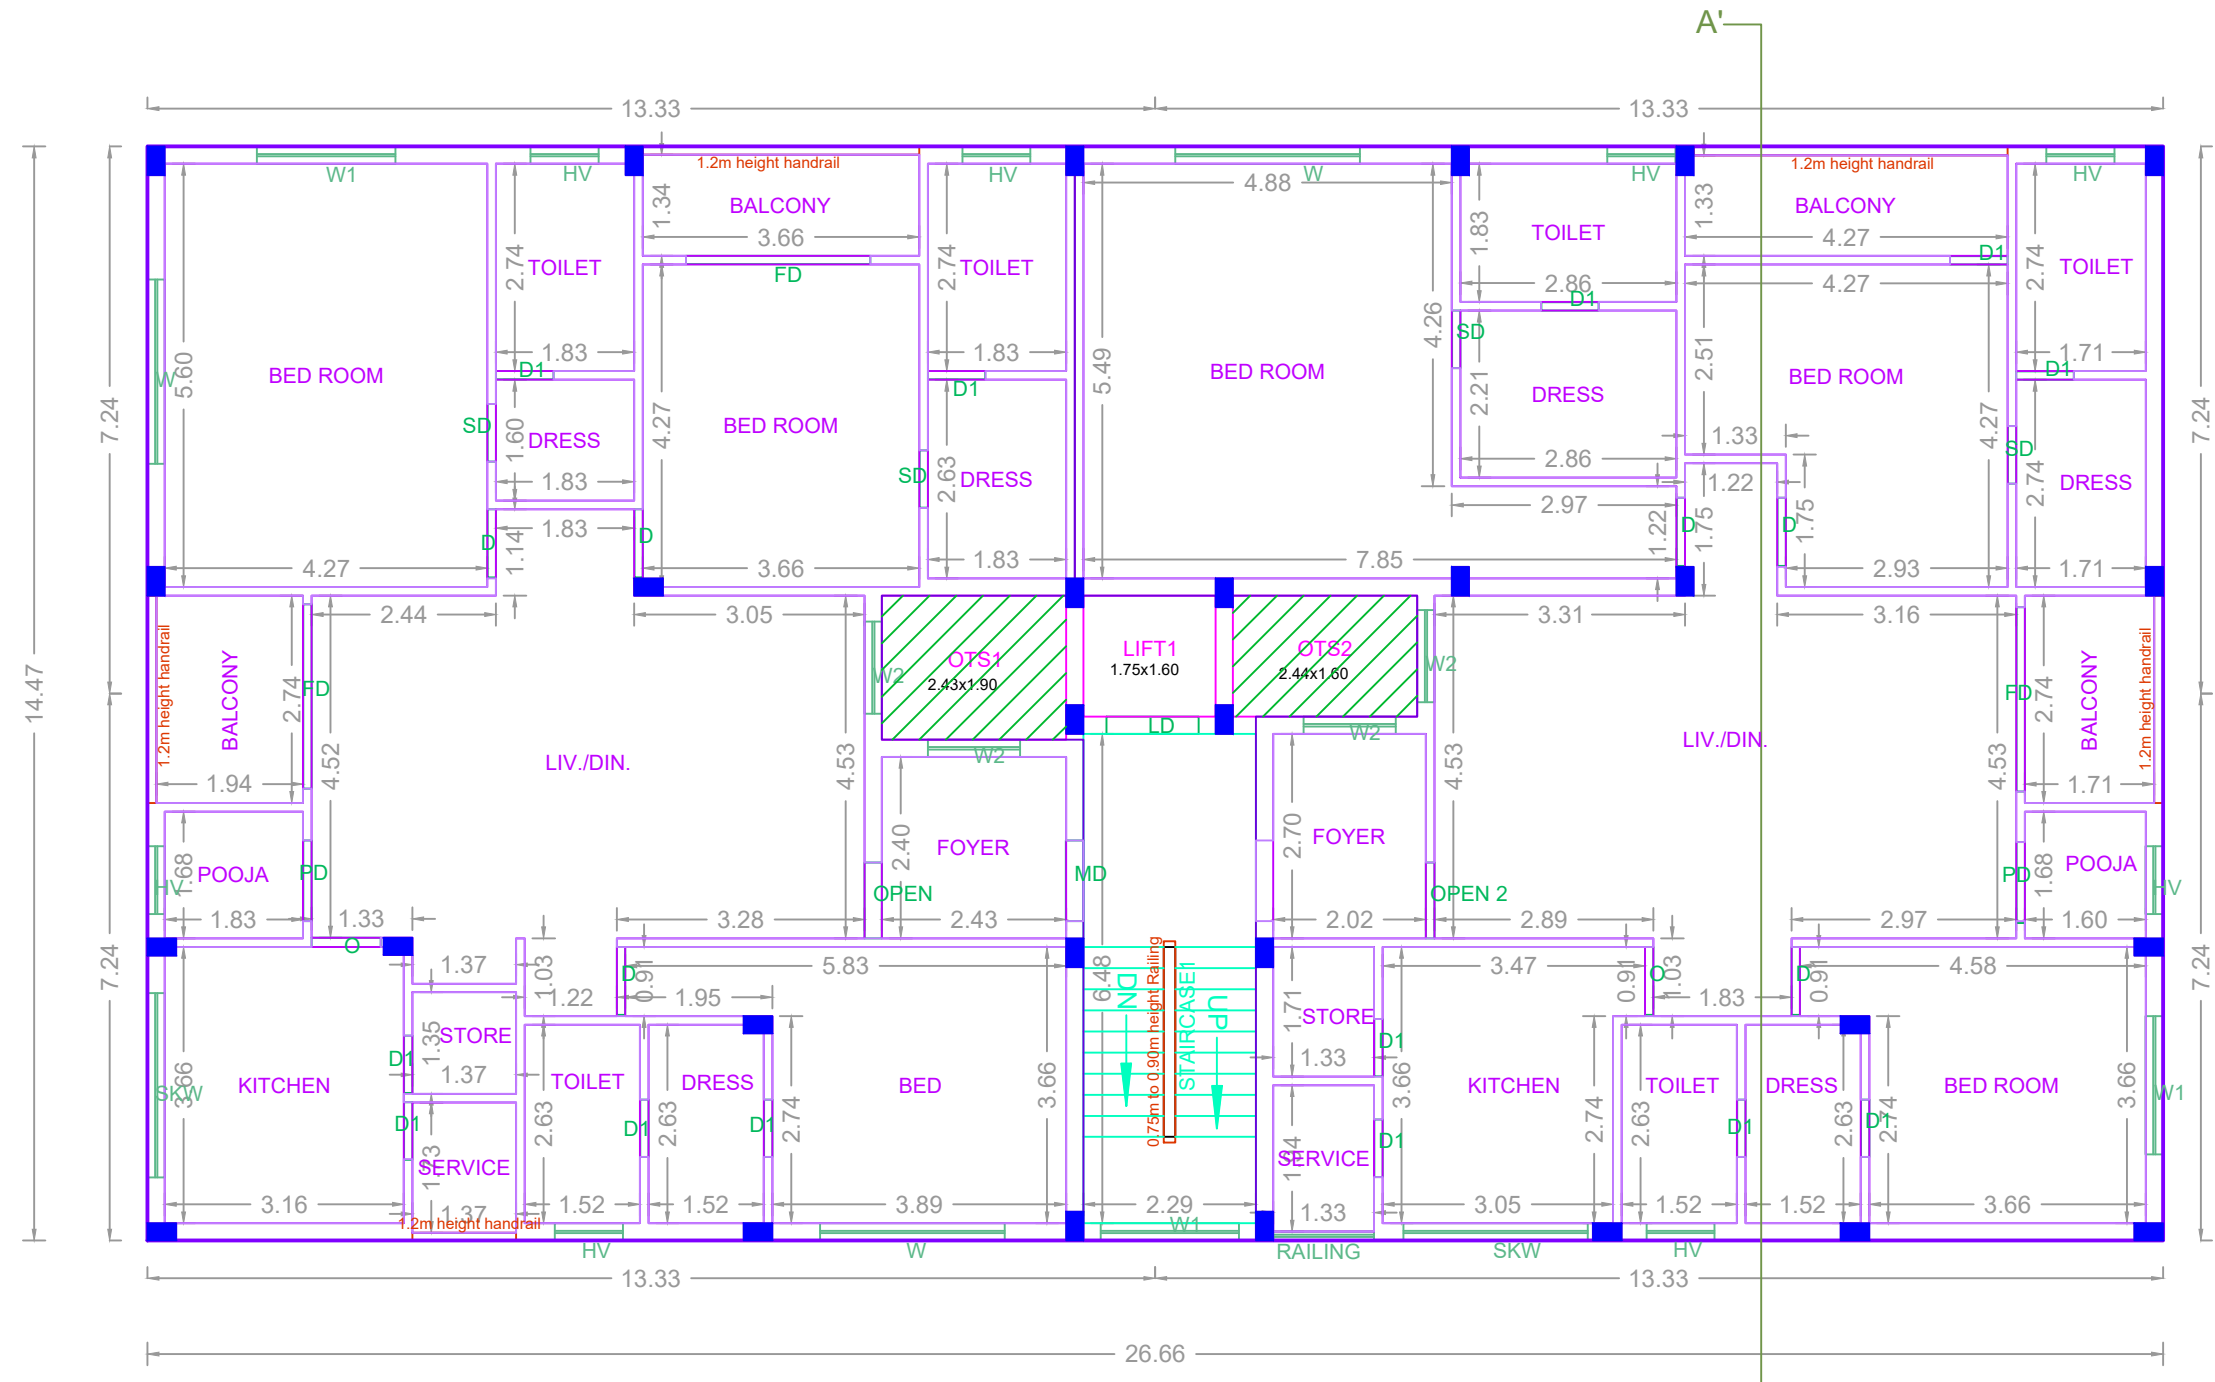 A'
13.33
13.33
W1
HV
1.2m height handrail
HV
W
HV
1.2m height handrail
HV
4.88
1.34
BALCONY
3.66
1.83
TOILET
1.33
BALCONY
4.27
D1
2.74
TOILET
FD
2.74
TOILET
2.86
D1
4.27
2.74
TOILET
7.24
W
5.60
BED ROOM
1.83
D1
SD
1.60
DRESS
1.83
4.27
BED ROOM
1.83
D1
SD
2.63
DRESS
5.49
BED ROOM
4.26
SD
2.21
DRESS
2.86
2.97
2.51
BED ROOM
4.27
1.71
D1
SD
2.74
DRESS
7.24
1.33
1.22
D
1.83
D
1.14
4.27
3.66
1.83
7.85
1.22
D
1.75
D
1.75
2.93
1.71
2.44
3.05
3.31
3.16
14.47
1.2m height handrail
BALCONY
2.74
FD
1.94
4.52
LIV./DIN.
4.53
W2
OTS1
2.43x1.90
LIFT1
1.75x1.60
OTS2
2.44x1.60
W2
LD
W2
W2
4.53
LIV./DIN.
4.53
FD
2.74
BALCONY
1.71
1.2m height handrail
HV
1.68
POOJA
PD
1.83
1.33
O
3.28
OPEN
2.40
FOYER
2.43
MD
2.70
FOYER
2.02
OPEN 2
2.89
2.97
PD
1.68
POOJA
1.60
HV
7.24
7.24
1.37
1.03
1.22
D
0.91
5.83
1.95
6.48
DN
0.75m to 0.90m height Railing
STAIRCASE1
UP
3.47
0.91
O
1.03
1.83
D
0.91
4.58
SKW
3.66
KITCHEN
D1
1.35
STORE
1.37
D1
SERVICE
1.37
1.2m height handrail
3.16
TOILET
2.63
1.52
D1
DRESS
2.63
1.52
D1
2.74
BED
3.66
3.89
2.29
W1
1.71
STORE
1.33
D1
SERVICE
1.33
D1
3.66
KITCHEN
3.05
2.74
TOILET
2.63
1.52
D1
DRESS
2.63
1.52
D1
2.74
BED ROOM
3.66
3.66
W1
HV
W
RAILING
SKW
HV
13.33
13.33
26.66